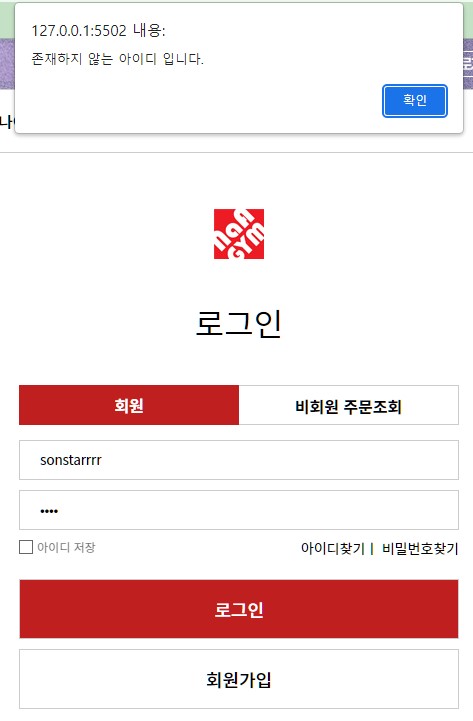 127.0.0.1:5502 내용:
존재하지 않는 아이디 입니다.
확인
NaA
GYM
로그인
회원
비회원 주문조회
sonstarrrr
••••
아이디 저장
아이디찾기 | 비밀번호찾기
로그인
회원가입